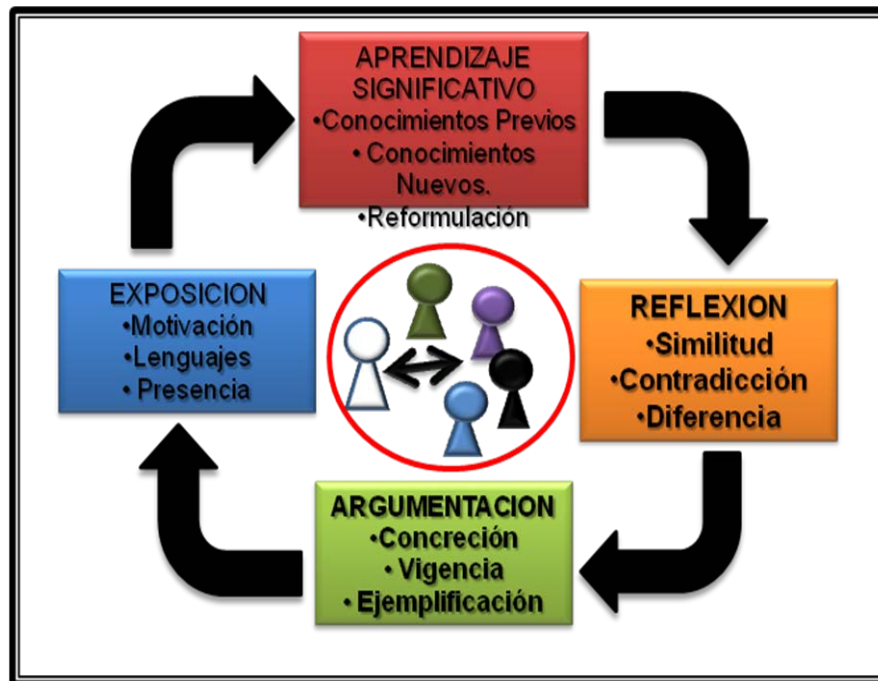 APRENDIZAJE
SIGNIFICATIVO
•Conocimientos Previos
• Conocimientos
Nuevos.
•Reformulación
EXPOSICION
•Motivación
•Lenguajes
• Presencia
REFLEXION
•Similitud
•Contradicción
•Diferencia
ARGUMENTACION
•Concreción
• Vigencia
• Ejemplificación